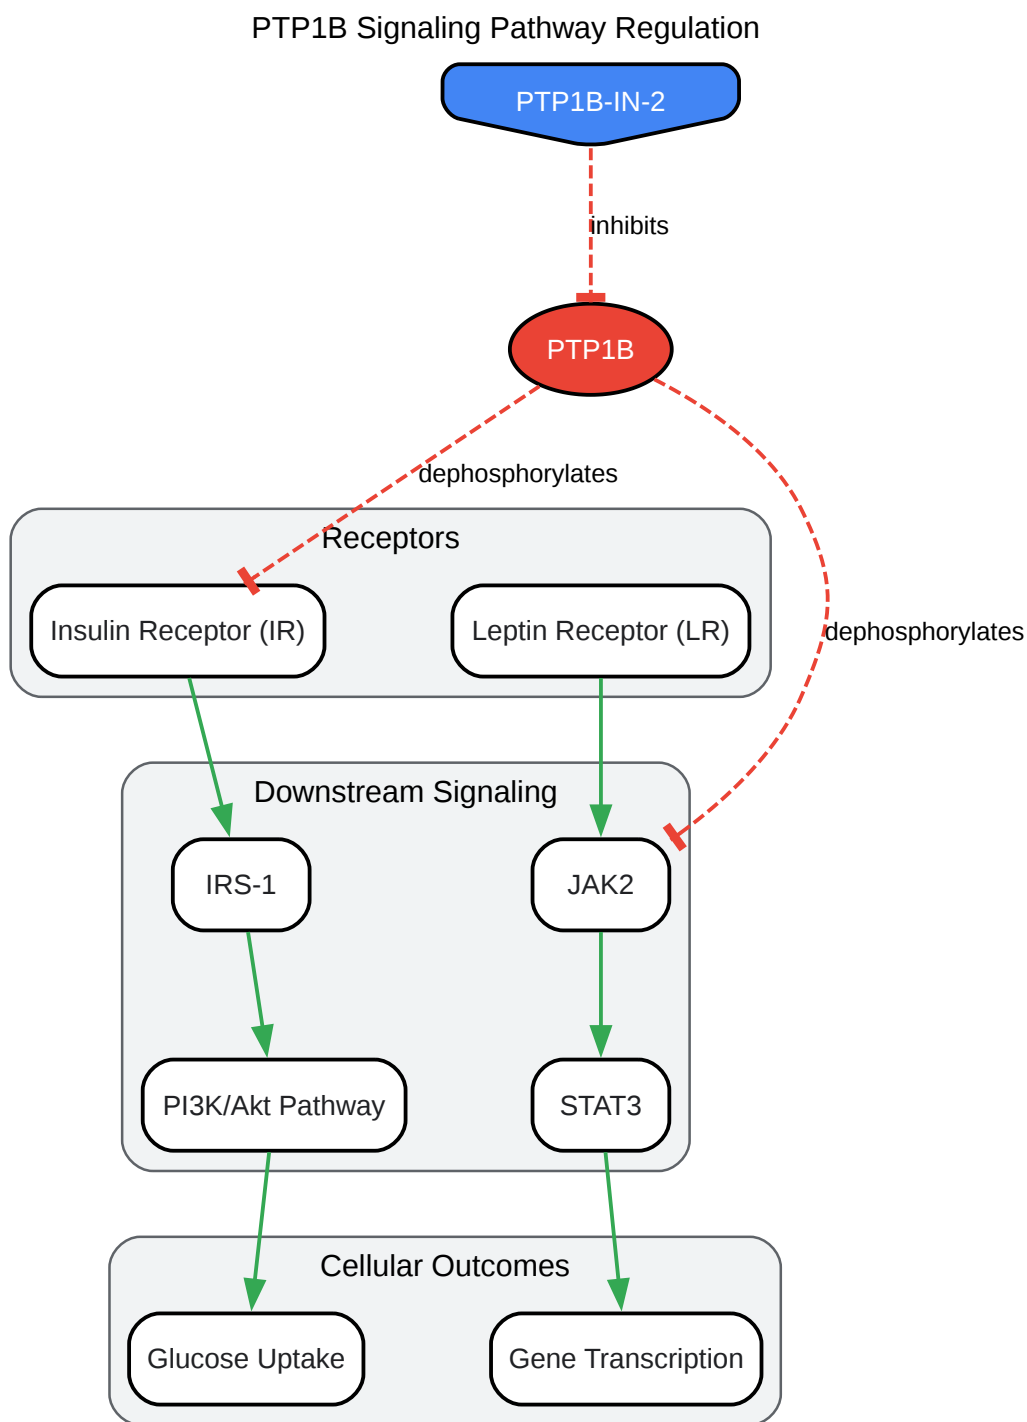 PTP1B Signaling Pathway Regulation
PTP1B-IN-2
inhibits
PTP1B
dephosphorylates
Receptors
Insulin Receptor (IR)
Leptin Receptor (LR)
dephosphorylates
Downstream Signaling
IRS-1
JAK2
PI3K/Akt Pathway
STAT3
Cellular Outcomes
Glucose Uptake
Gene Transcription